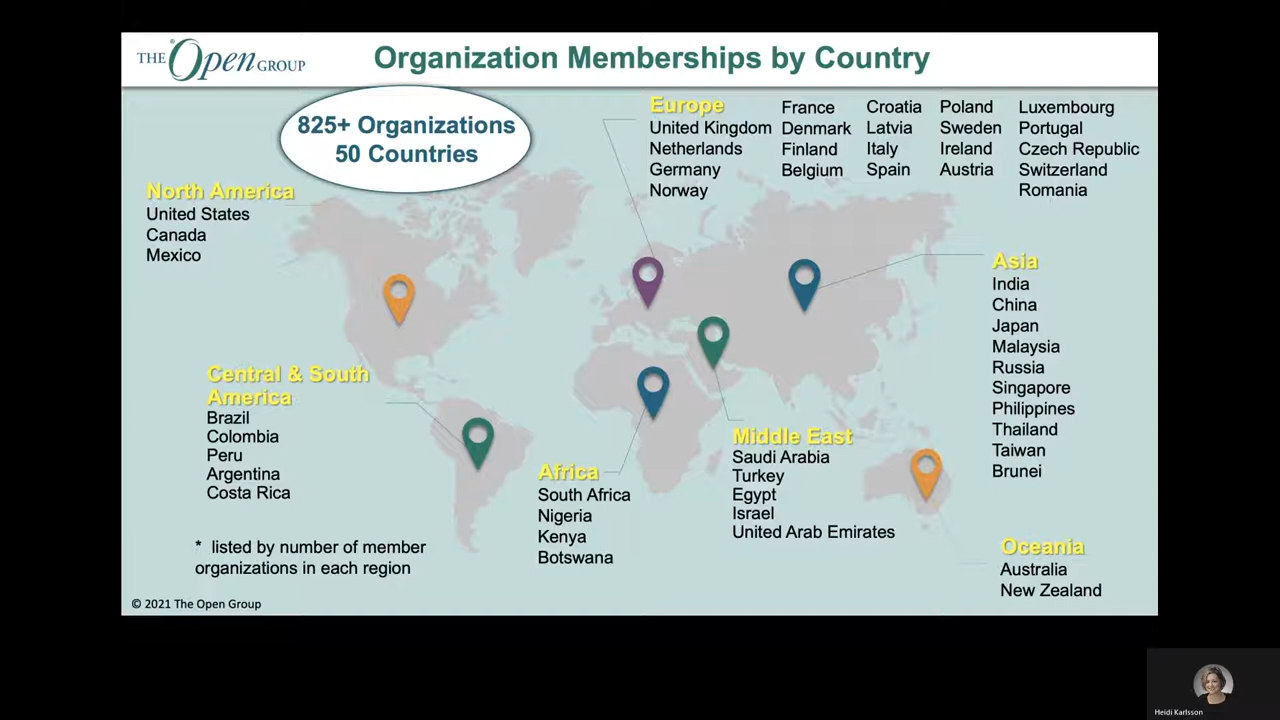 THE Open GROUP
Organization Memberships by Country
825+ Organizations
50 Countries
North America
United States
Canada
Mexico
Europe
United Kingdom
Netherlands
Germany
Norway
France
Denmark
Finland
Belgium
Croatia
Latvia
Italy
Spain
Poland
Sweden
Ireland
Austria
Luxembourg
Portugal
Czech Republic
Switzerland
Romania
Asia
India
China
Japan
Malaysia
Russia
Singapore
Philippines
Thailand
Taiwan
Brunei
Central & South
America
Brazil
Colombia
Peru
Argentina
Costa Rica
Africa
South Africa
Nigeria
Kenya
Botswana
Middle East
Saudi Arabia
Turkey
Egypt
Israel
United Arab Emirates
Oceania
Australia
New Zealand
* listed by number of member
organizations in each region
© 2021 The Open Group
Heidi Karlsson